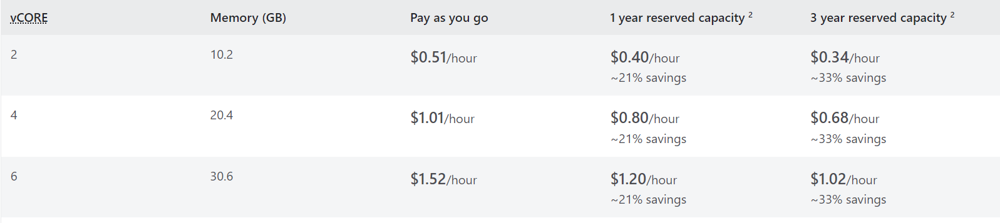 vCORE Memory (GB) Pay as you go 1 year reserved capacity 2 3 year reserved capacity 2
2 10.2 $0.51/hour $0.40/hour $0.34/hour
~21% savings ~33% savings
4 20.4 $1.01/hour $0.80/hour $0.68/hour
~21% savings ~33% savings
6 30.6 $1.52/hour $1.20/hour $1.02/hour
~21% savings ~33% savings